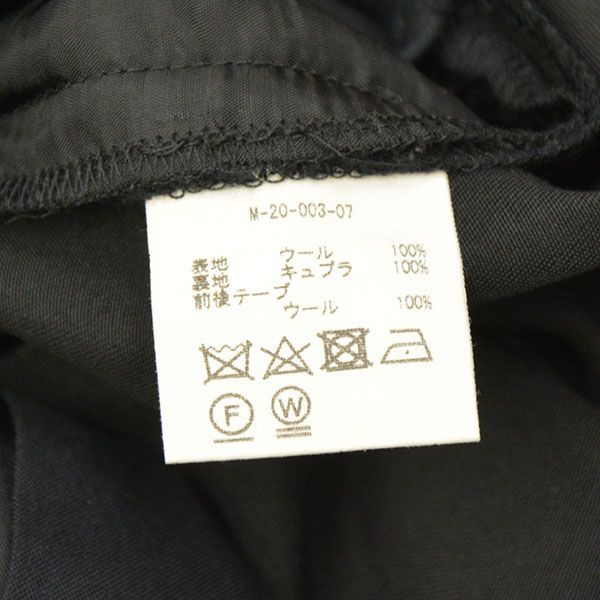 M-20-003-07
表地 ウール 100%
裏地 キュプラ 100%
前後テープ
ウール 100%
F W